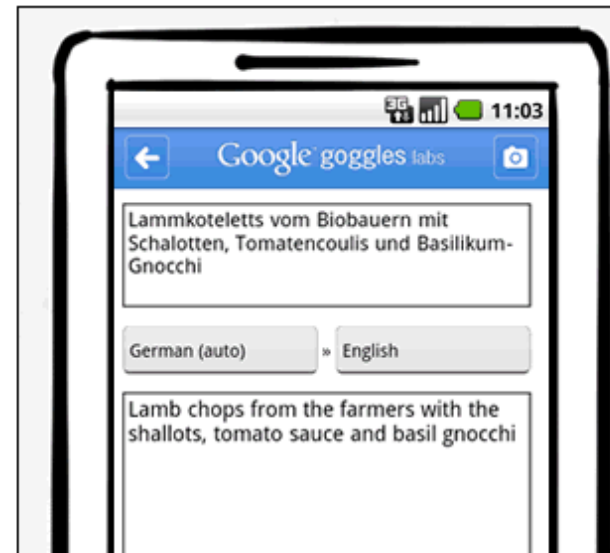 3G 11:03
Google goggles labs
Lammkoteletts vom Biobauern mit
Schalotten, Tomatencoulis und Basilikum-
Gnocchi
German (auto) » English
Lamb chops from the farmers with the
shallots, tomato sauce and basil gnocchi